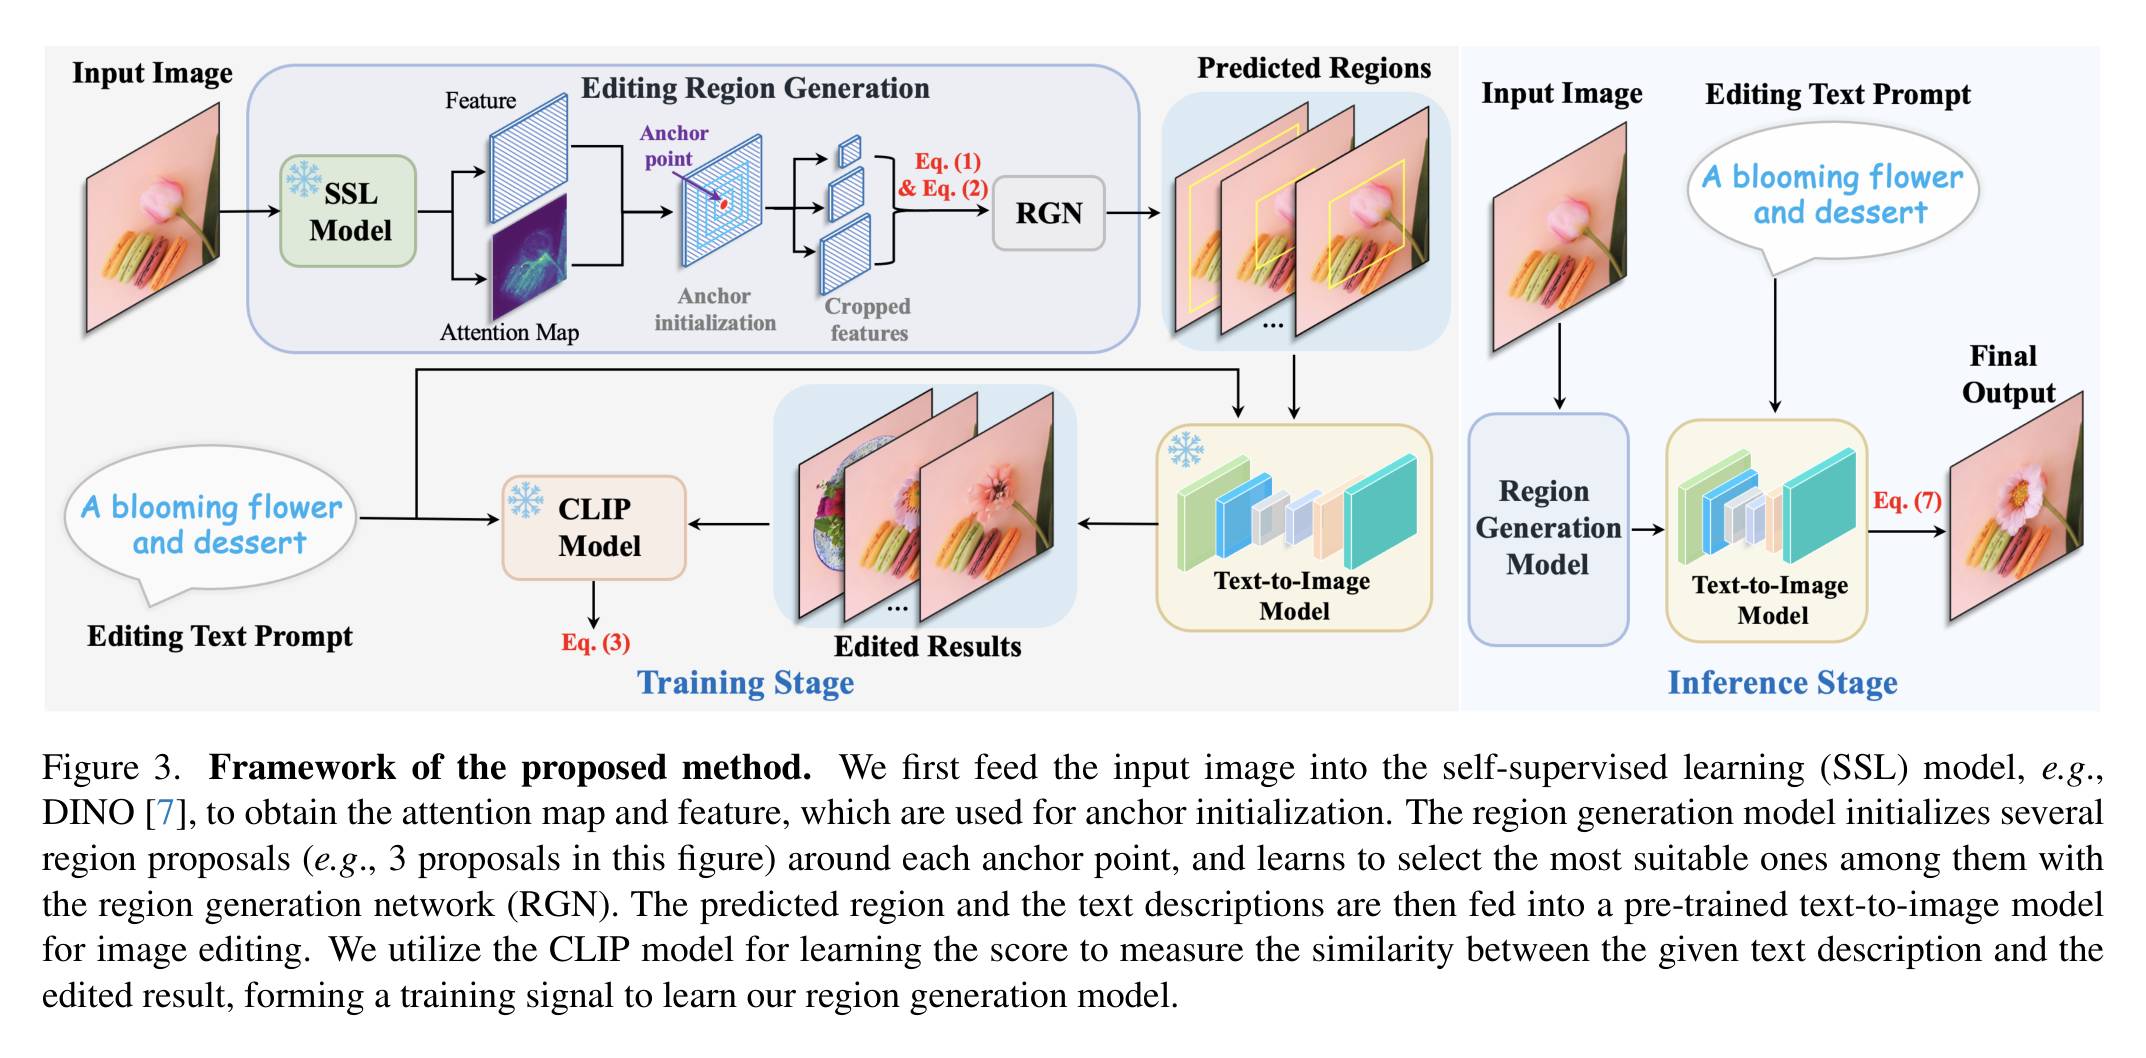 Input Image
Editing Region Generation
Feature
Anchor
point
SSL
Model
Attention Map
Anchor
initialization
Cropped
features
Eq. (1)
& Eq. (2)
RGN
Predicted Regions
...
A blooming flower
and dessert
Editing Text Prompt
CLIP
Model
Eq. (3)
...
Edited Results
Text-to-Image
Model
Training Stage
Input Image
Editing Text Prompt
A blooming flower
and dessert
Region
Generation
Model
Text-to-Image
Model
Eq. (7)
Final
Output
Inference Stage
Figure 3. Framework of the proposed method. We first feed the input image into the self-supervised learning (SSL) model, e.g.,
DINO [7], to obtain the attention map and feature, which are used for anchor initialization. The region generation model initializes several
region proposals (e.g., 3 proposals in this figure) around each anchor point, and learns to select the most suitable ones among them with
the region generation network (RGN). The predicted region and the text descriptions are then fed into a pre-trained text-to-image model
for image editing. We utilize the CLIP model for learning the score to measure the similarity between the given text description and the
edited result, forming a training signal to learn our region generation model.